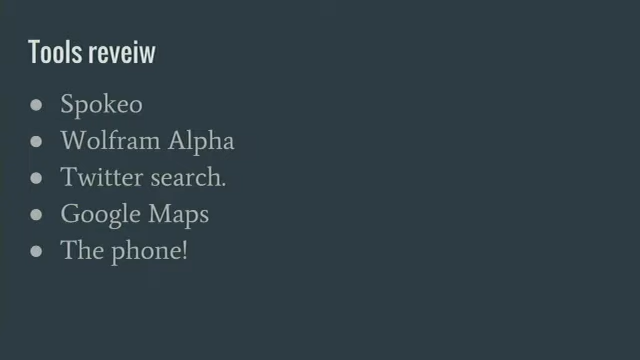 Tools reveiw
● Spokeo
● Wolfram Alpha
● Twitter search.
● Google Maps
● The phone!